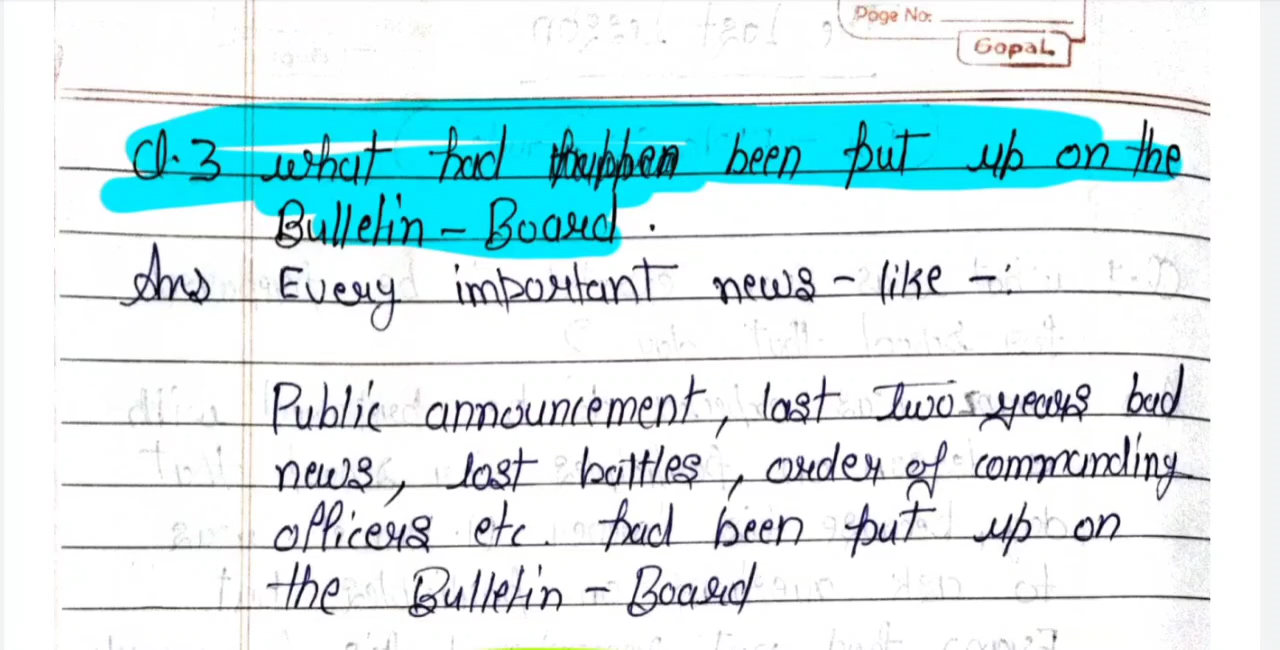 Page No:
Gopal
Q.3 what had happen been put up on the
Bulletin - Board.
Ans Every important news - like -:
Public announcement, last two years bad
news, lost battles, order of commanding
officers etc. had been put up on
the Bulletin - Board